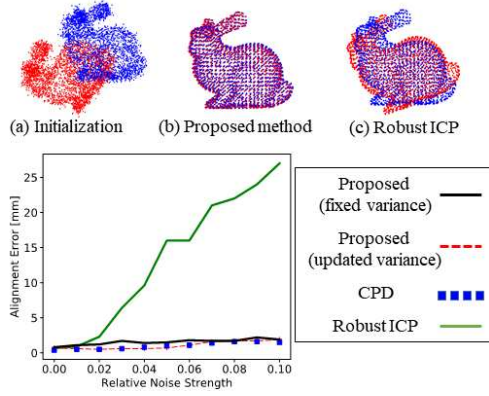 (a) Initialization (b) Proposed method (c) Robust ICP
Alignment Error [mm]
25
20
15
10
5
0
0.00 0.02 0.04 0.06 0.08 0.10
Relative Noise Strength
Proposed
(fixed variance)
Proposed
(updated variance)
CPD
Robust ICP